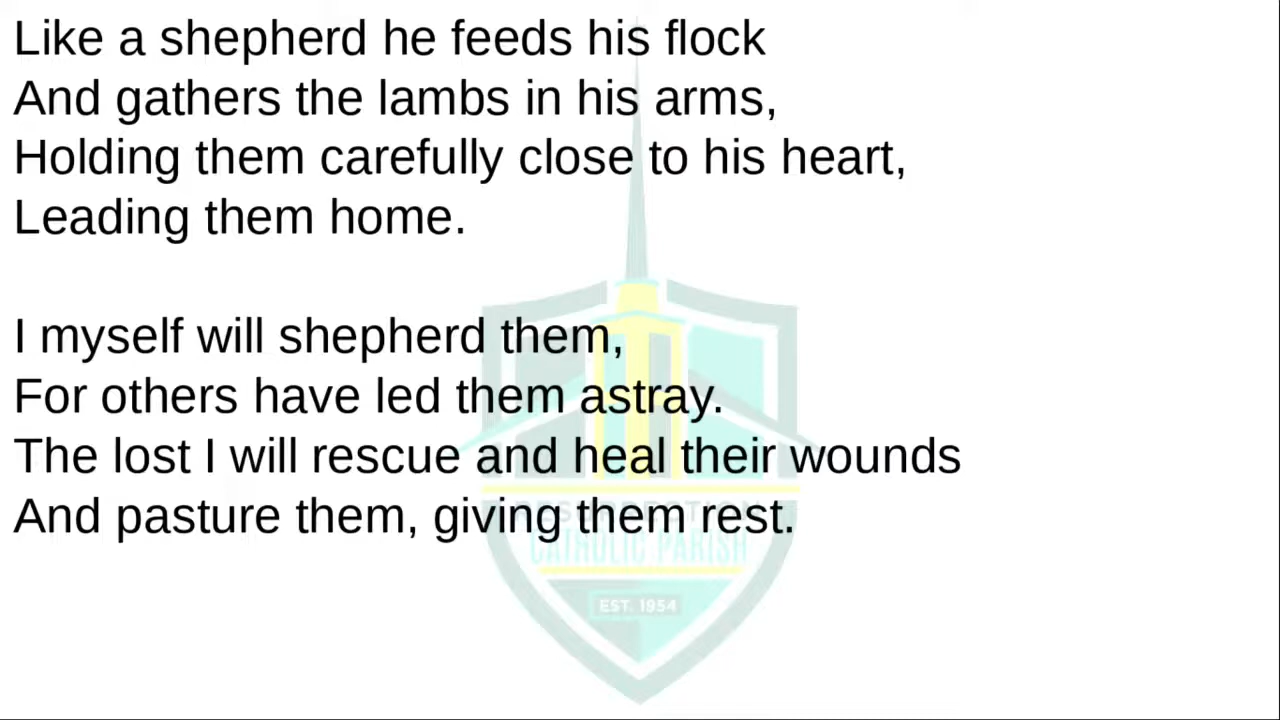 Like a shepherd he feeds his flock
And gathers the lambs in his arms,
Holding them carefully close to his heart,
Leading them home.
I myself will shepherd them,
For others have led them astray.
The lost I will rescue and heal their wounds
And pasture them, giving them rest.
RESURRECTION
CATHOLIC PARISH
EST. 1954